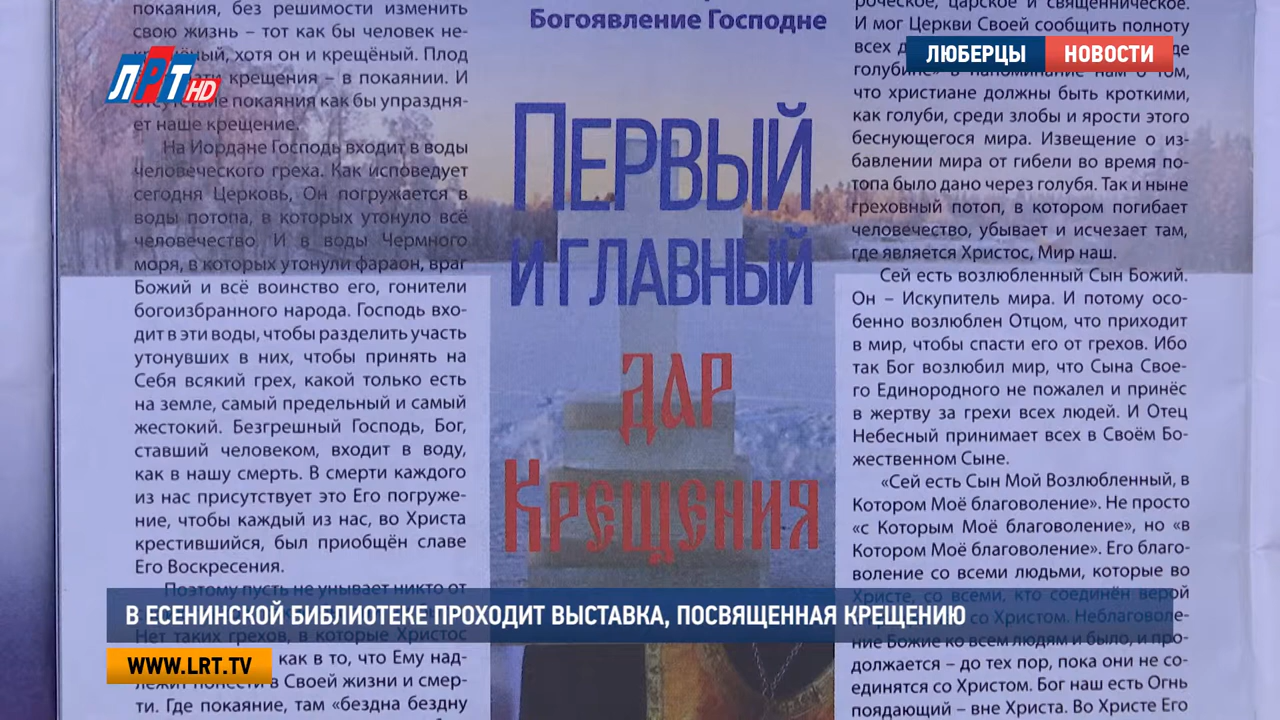 покаяния, без решимости изменить
свою жизнь – тот как бы человек не-
крещёный, хотя он и крещёный. Плод
крещения – в покаянии. И
отсутствие покаяния как бы упраздня-
ет наше крещение.
На Иордане Господь входит в воды
человеческого греха. Как исповедует
сегодня Церковь, Он погружается в
воды потопа, в которых утонуло всё
человечество. И в воды Чермного
моря, в которых утонули фараон, враг
Божий и всё воинство его, гонители
богоизбранного народа. Господь вхо-
дит в эти воды, чтобы разделить участь
утонувших в них, чтобы принять на
Себя всякий грех, какой только есть
на земле, самый предельный и самый
жестокий. Безгрешный Господь, Бог,
ставший человеком, входит в воду,
как в нашу смерть. В смерти каждого
из нас присутствует это Его погруже-
ние, чтобы каждый из нас, во Христа
крестившийся, был приобщён славе
Его Воскресения.
Поэтому пусть не унывает никто от
Нет таких грехов, в которые Христос
как в то, что Ему над-
лежит понести в Своей жизни и смер-
ти. Где покаяние, там «бездна бездну
Богоявление Господне
Первый
и главный
дар
Крещения
роческое, царское и священническое.
И мог Церкви Своей сообщить полноту
всех
голубине» в напоминание нам о том,
что христиане должны быть кроткими,
как голуби, среди злобы и ярости этого
беснующегося мира. Извещение о из-
бавлении мира от гибели во время по-
топа было дано через голубя. Так и ныне
греховный потоп, в котором погибает
человечество, убывает и исчезает там,
где является Христос, Мир наш.
Сей есть возлюбленный Сын Божий.
Он – Искупитель мира. И потому осо-
бенно возлюблен Отцом, что приходит
в мир, чтобы спасти его от грехов. Ибо
так Бог возлюбил мир, что Сына Свое-
го Единородного не пожалел и принёс
в жертву за грехи всех людей. И Отец
Небесный принимает всех в Своём Бо-
жественном Сыне.
«Сей есть Сын Мой Возлюбленный, в
Котором Моё благоволение». Не просто
«с Которым Моё благоволение», но «в
Котором Моё благоволение». Его благо-
воление со всеми людьми, которые во
Христе, со всеми, кто соединён верой
со Христом. Неблаговоле-
ние Божие ко всем людям и было, и про-
должается – до тех пор, пока они не со-
единятся со Христом. Бог наш есть Огнь
поядающий – вне Христа. Во Христе Его
ЛРТ HD
ЛЮБЕРЦЫ НОВОСТИ
В ЕСЕНИНСКОЙ БИБЛИОТЕКЕ ПРОХОДИТ ВЫСТАВКА, ПОСВЯЩЕННАЯ КРЕЩЕНИЮ
WWW.LRT.TV